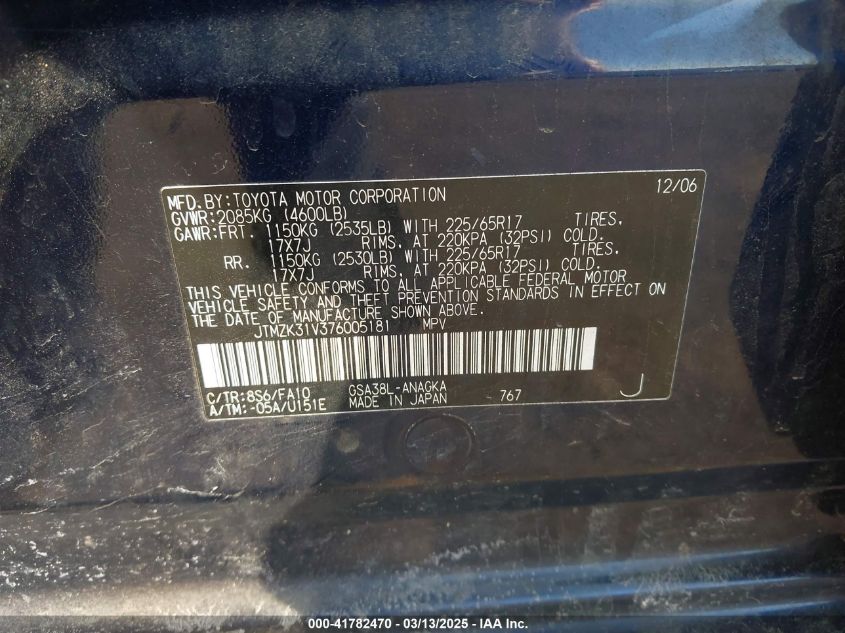 MFD.BY:TOYOTA MOTOR CORPORATION 12/06
GVWR:2085KG (4600LB)
GAWR:FRT. 1150KG (2535LB) WITH 225/65R17 TIRES,
17X7J RIMS, AT 220KPA (32PSI) COLD.
RR. 1150KG (2530LB) WITH 225/65R17 TIRES,
17X7J RIMS, AT 220KPA (32PSI) COLD.
THIS VEHICLE CONFORMS TO ALL APPLICABLE FEDERAL MOTOR
VEHICLE SAFETY AND THEFT PREVENTION STANDARDS IN EFFECT ON
THE DATE OF MANUFACTURE SHOWN ABOVE.
JTMZK31V376005181 MPV
C/TR:8S6/FA10 GSA38L-ANAGKA
A/TM:-05A/U151E MADE IN JAPAN 767 J
000-41782470 - 03/13/2025 - IAA Inc.